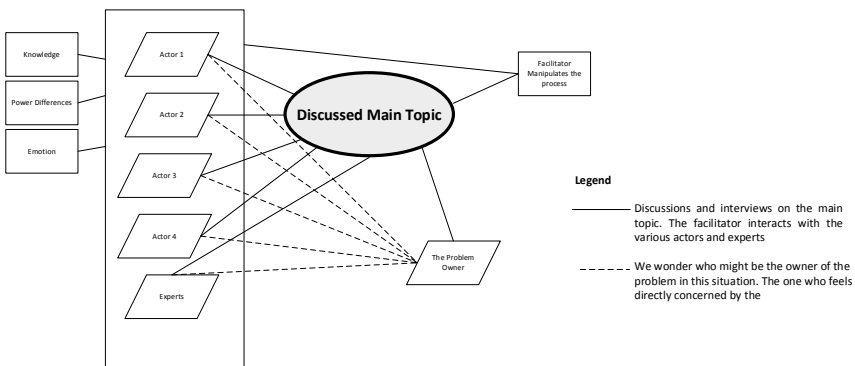 Knowledge
Power Differences
Emotion
Actor 1
Actor 2
Actor 3
Actor 4
Experts
Discussed Main Topic
Facilitator
Manipulates the
process
The Problem
Owner
Legend
Discussions and interviews on the main
topic. The facilitator interacts with the
various actors and experts
We wonder who might be the owner of the
problem in this situation. The one who feels
directly concerned by the